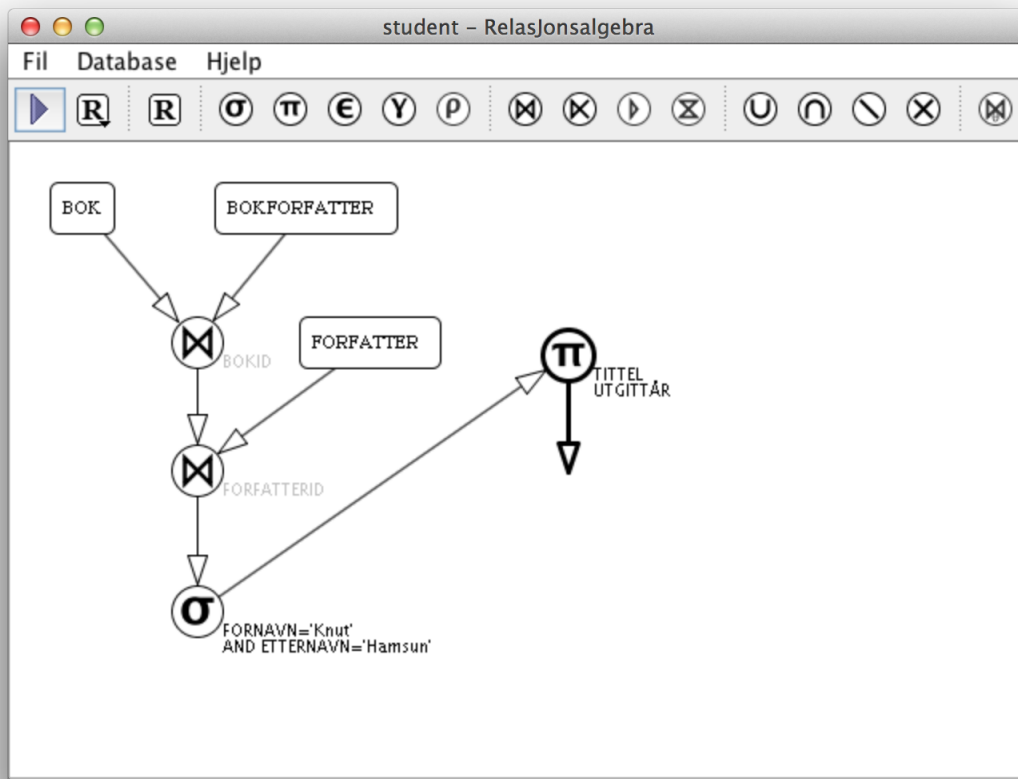 student – RelasJonsalgebra
Fil Database Hjelp
R R σ π ε γ ρ ⋈ ⋉ ▷ ⧖ ∪ ∩ \ ×
BOK
BOKFORFATTER
⋈
BOKID
FORFATTER
π
TITTEL
UTGITTÅR
⋈
FORFATTERID
σ
FORNAVN='Knut'
AND ETTERNAVN='Hamsun'